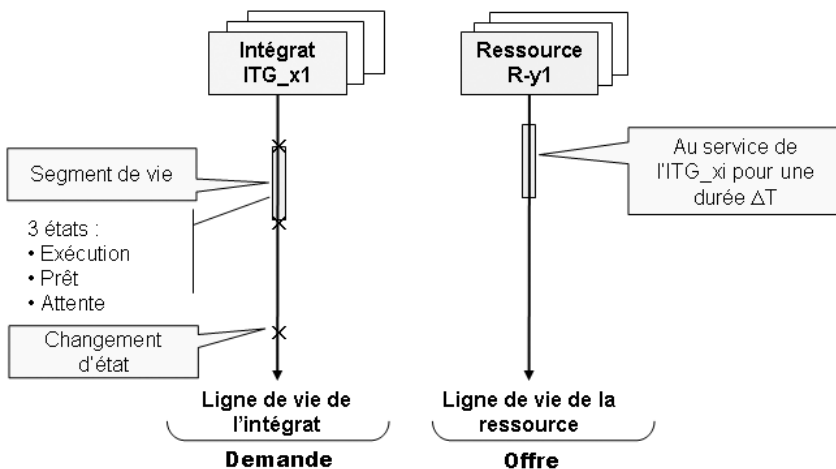 Intégrat
ITG_x1
Ressource
R-y1
Segment de vie
Au service de
l'ITG_xi pour une
durée ΔT
3 états :
• Exécution
• Prêt
• Attente
Changement
d'état
Ligne de vie de
l'intégrat
Ligne de vie de la
ressource
Demande
Offre